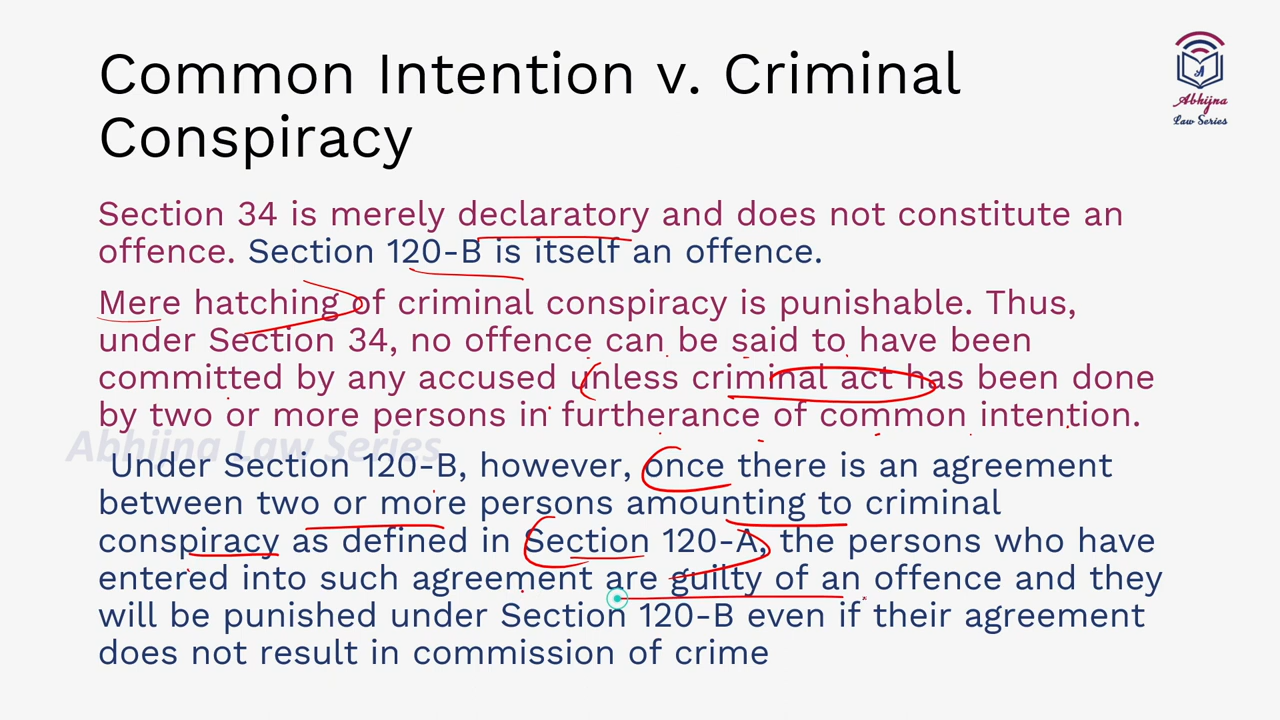 Common Intention v. Criminal
Conspiracy
Abhijna
Law Series
Section 34 is merely declaratory and does not constitute an
offence. Section 120-B is itself an offence.
Mere hatching of criminal conspiracy is punishable. Thus,
under Section 34, no offence can be said to have been
committed by any accused unless criminal act has been done
by two or more persons in furtherance of common intention.
Abhijna Law Series
Under Section 120-B, however, once there is an agreement
between two or more persons amounting to criminal
conspiracy as defined in Section 120-A, the persons who have
entered into such agreement are guilty of an offence and they
will be punished under Section 120-B even if their agreement
does not result in commission of crime